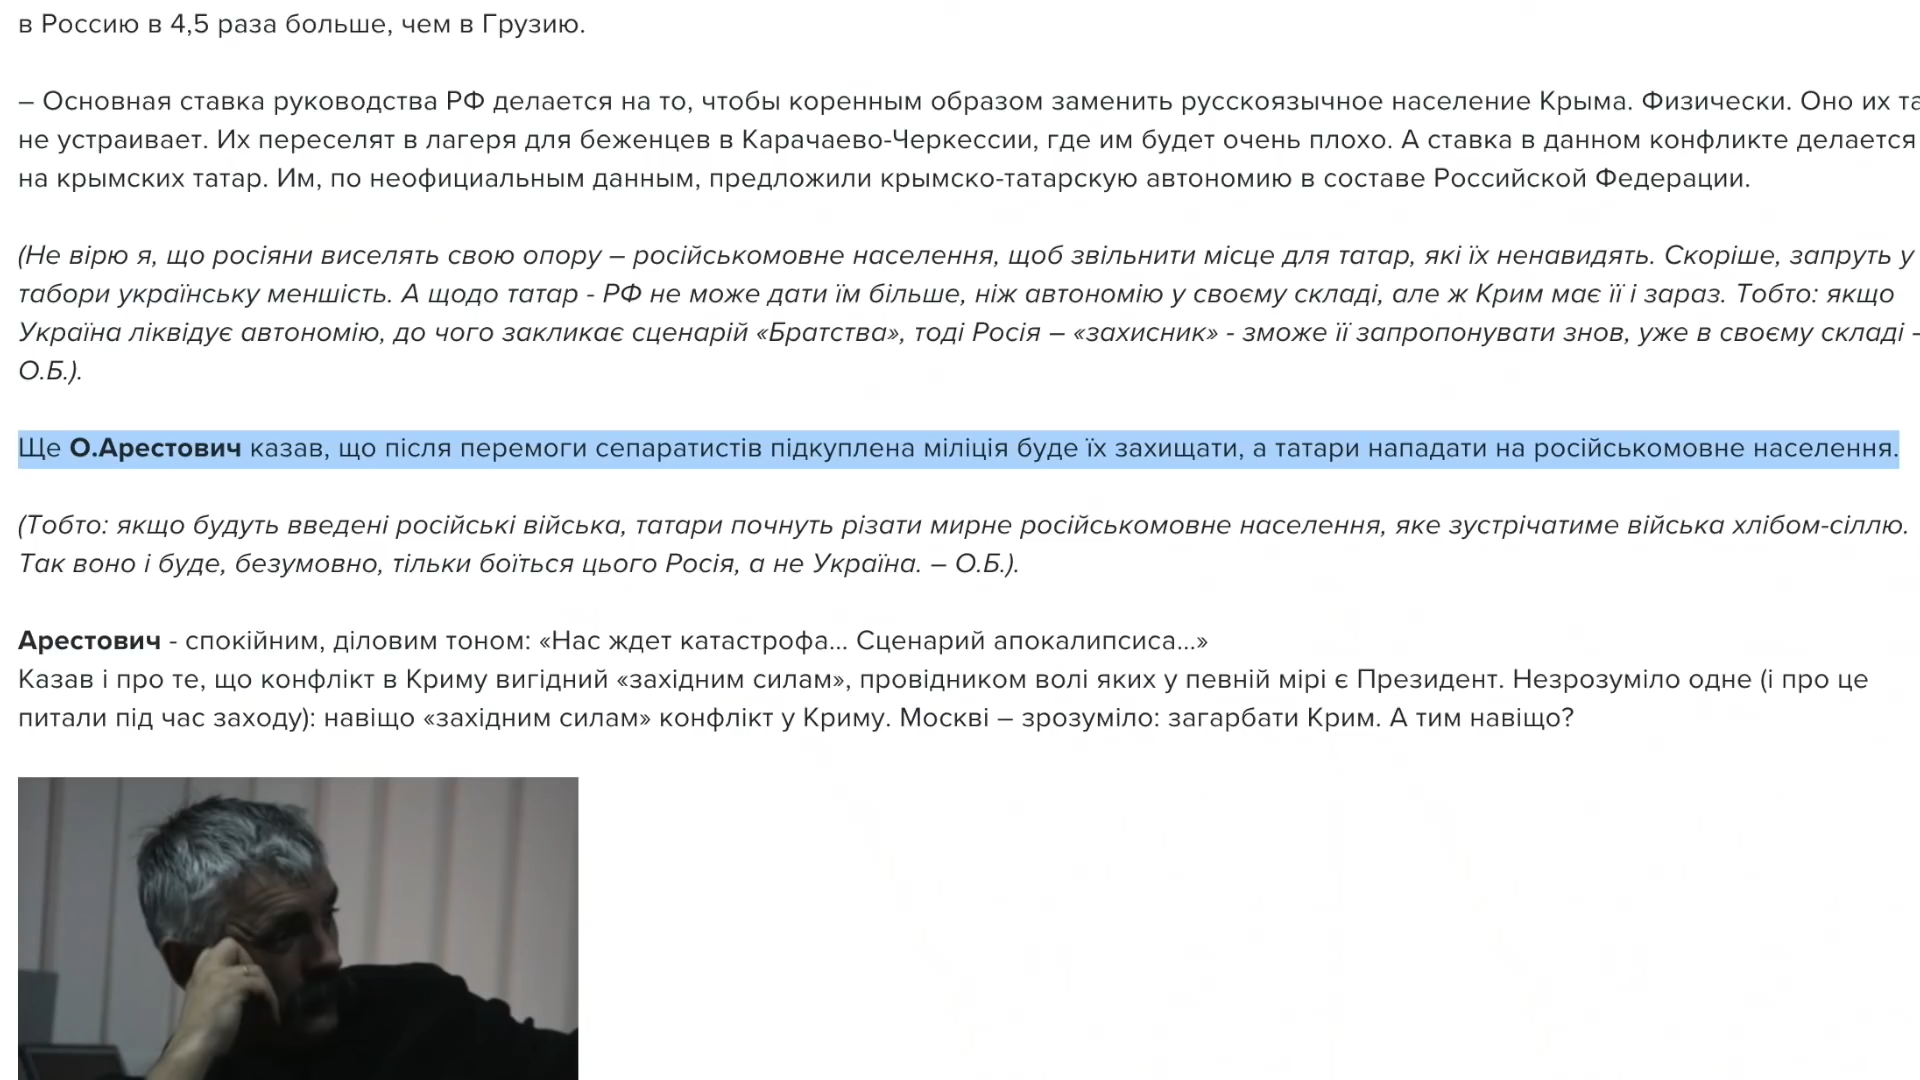 в Россию в 4,5 раза больше, чем в Грузию.
– Основная ставка руководства РФ делается на то, чтобы коренным образом заменить русскоязычное население Крыма. Физически. Оно их
не устраивает. Их переселят в лагеря для беженцев в Карачаево-Черкессии, где им будет очень плохо. А ставка в данном конфликте делается
на крымских татар. Им, по неофициальным данным, предложили крымско-татарскую автономию в составе Российской Федерации.
(Не вірю я, що росіяни виселять свою опору – російськомовне населення, щоб звільнити місце для татар, які їх ненавидять. Скоріше, запруть у
табори українську меншість. А щодо татар - РФ не може дати їм більше, ніж автономію у своєму складі, але ж Крим має її і зараз. Тобто: якщо
Україна ліквідує автономію, до чого закликає сценарій «Братства», тоді Росія – «захисник» - зможе її запропонувати знов, уже в своєму складі –
О.Б.).
Ще О.Арестович казав, що після перемоги сепаратистів підкуплена міліція буде їх захищати, а татари нападати на російськомовне населення.
(Тобто: якщо будуть введені російські війська, татари почнуть різати мирне російськомовне населення, яке зустрічатиме війська хлібом-сіллю.
Так воно і буде, безумовно, тільки боїться цього Росія, а не Україна. – О.Б.).
Арестович - спокійним, діловим тоном: «Нас ждет катастрофа... Сценарий апокалипсиса...»
Казав і про те, що конфлікт в Криму вигідний «західним силам», провідником волі яких у певній мірі є Президент. Незрозуміло одне (і про це
питали під час заходу): навіщо «західним силам» конфлікт у Криму. Москві – зрозуміло: загарбати Крим. А тим навіщо?